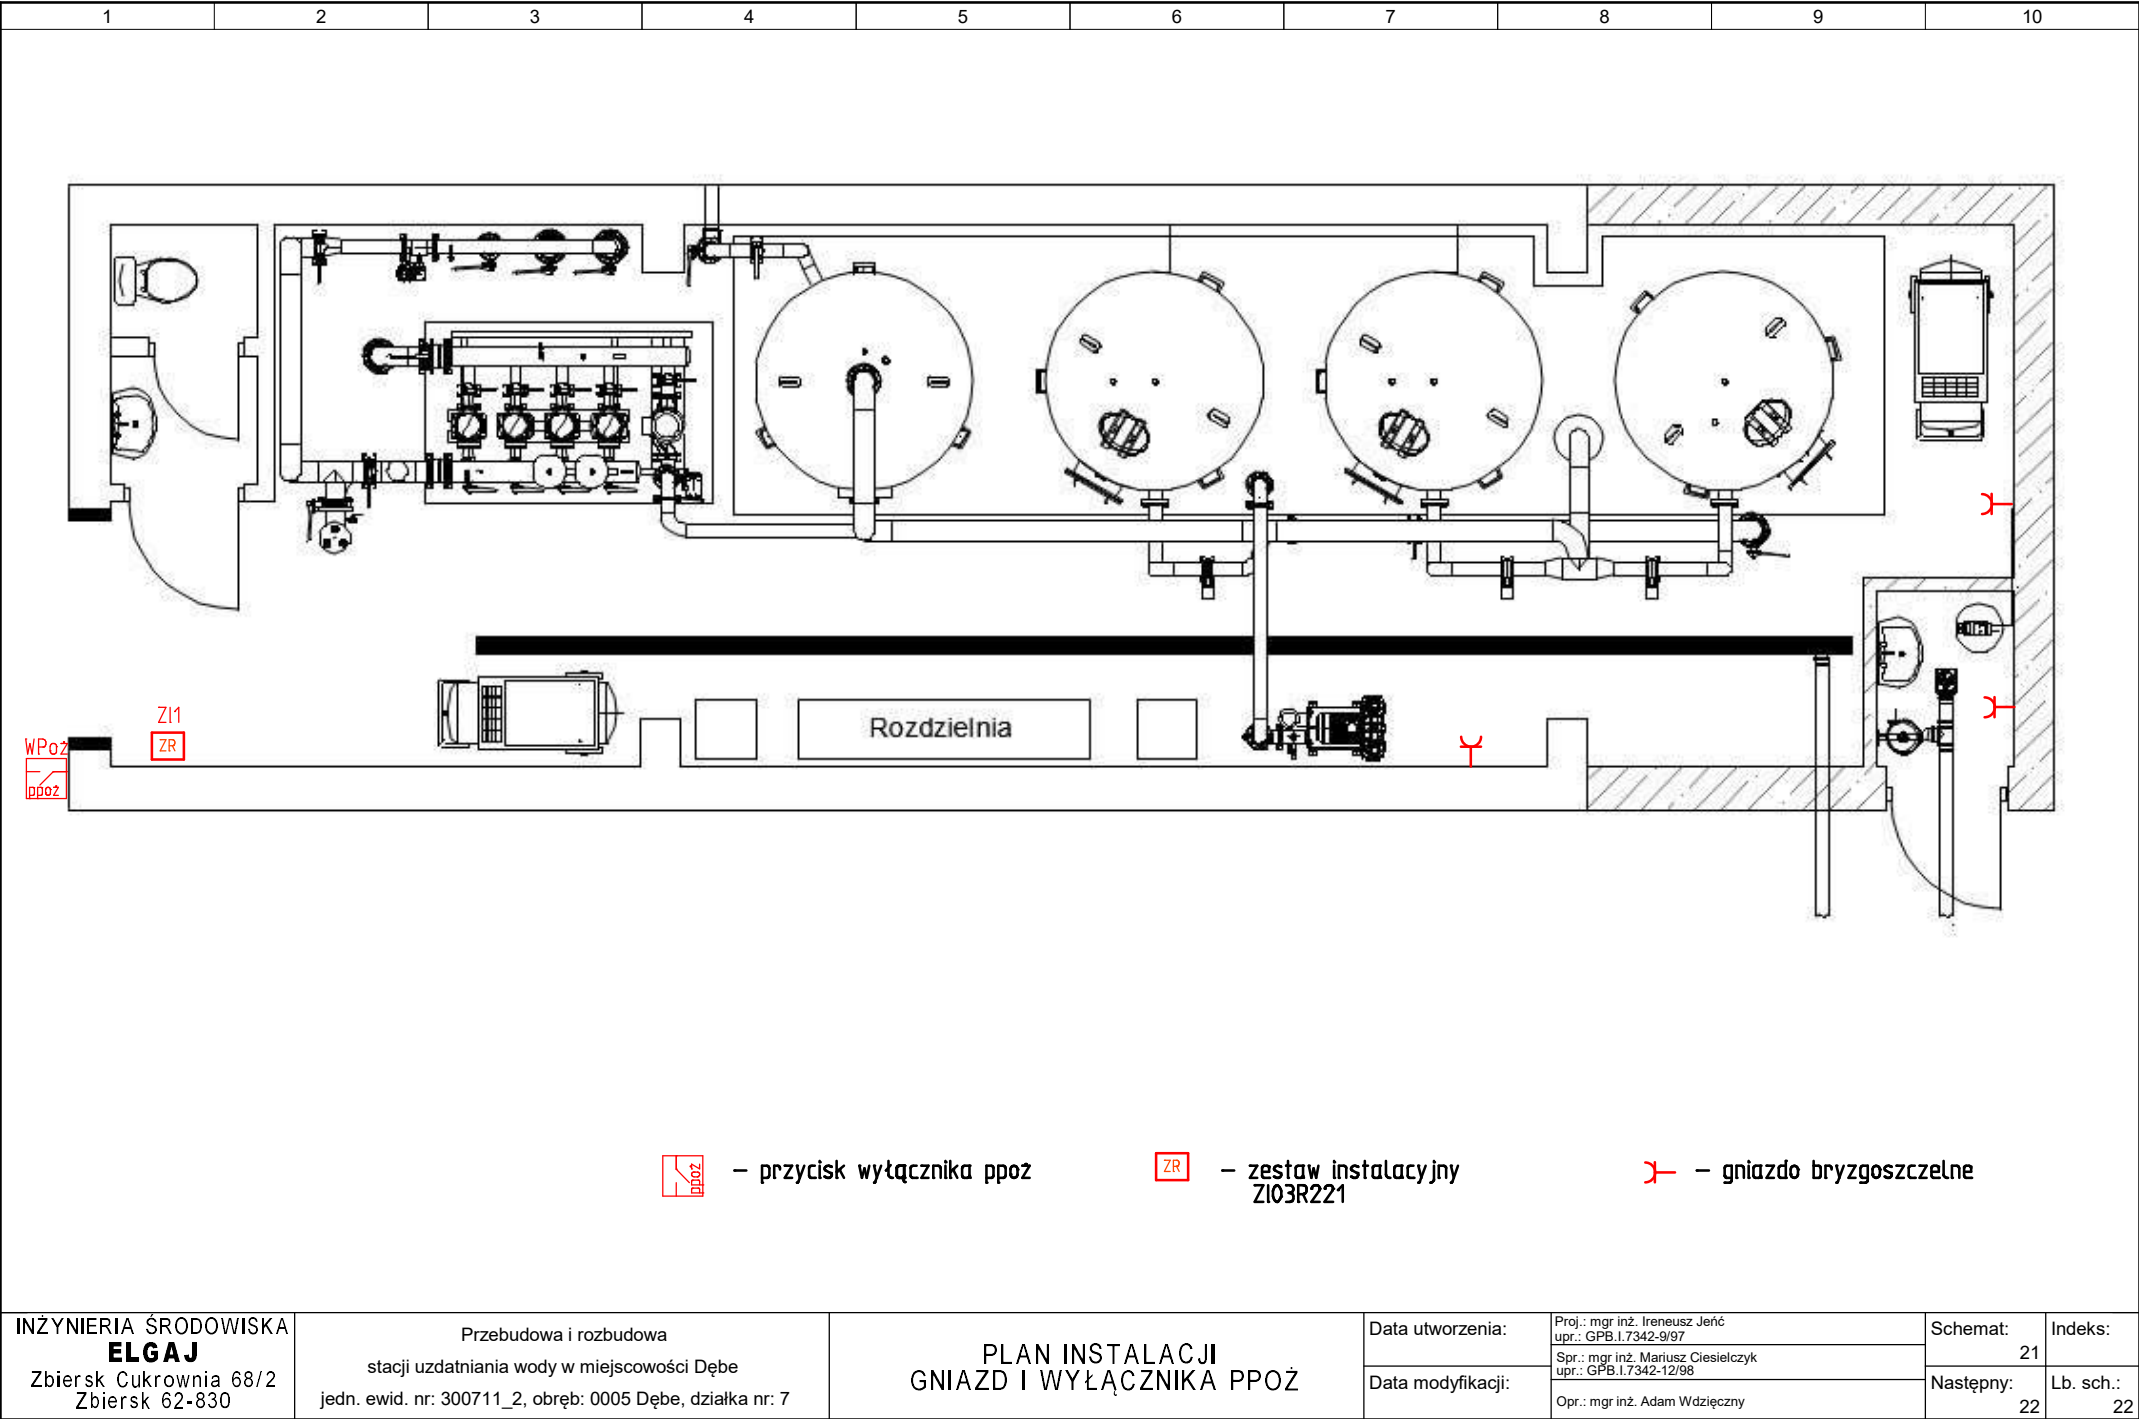 1 2 3 4 5 6 7 8 9 10
ZI1
ZR
WPoż
ppoż
Rozdzielnia
ppoż – przycisk wyłącznika ppoż
ZR – zestaw instalacyjny
ZI03R221
– gniazdo bryzgoszczelne
INŻYNIERIA ŚRODOWISKA
ELGAJ
Zbiersk Cukrownia 68/2
Zbiersk 62-830
Przebudowa i rozbudowa
stacji uzdatniania wody w miejscowości Dębe
jedn. ewid. nr: 300711_2, obręb: 0005 Dębe, działka nr: 7
PLAN INSTALACJI
GNIAZD I WYŁĄCZNIKA PPOŻ
Data utworzenia:
Data modyfikacji:
Proj.: mgr inż. Ireneusz Jeńć
upr.: GPB.I.7342-9/97
Spr.: mgr inż. Mariusz Ciesielczyk
upr.: GPB.I.7342-12/98
Opr.: mgr inż. Adam Wdzięczny
Schemat:
21
Następny:
22
Indeks:
Lb. sch.:
22